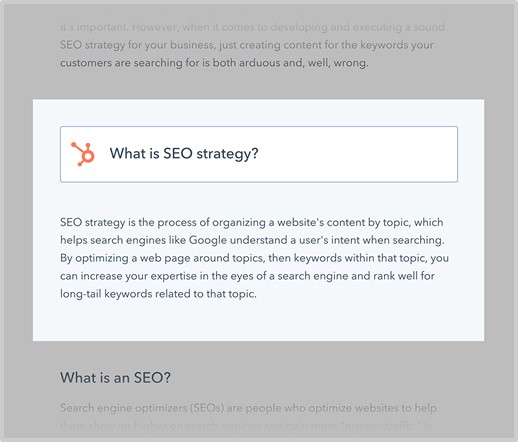 it's important. However, when it comes to developing and executing a sound
SEO strategy for your business, just creating content for the keywords your
customers are searching for is both arduous and, well, wrong.
What is SEO strategy?
SEO strategy is the process of organizing a website's content by topic, which
helps search engines like Google understand a user's intent when searching.
By optimizing a web page around topics, then keywords within that topic, you
can increase your expertise in the eyes of a search engine and rank well for
long-tail keywords related to that topic.
What is an SEO?
Search engine optimizers (SEOs) are people who optimize websites to help
them show up higher on search engines and gain more "organic traffic." In